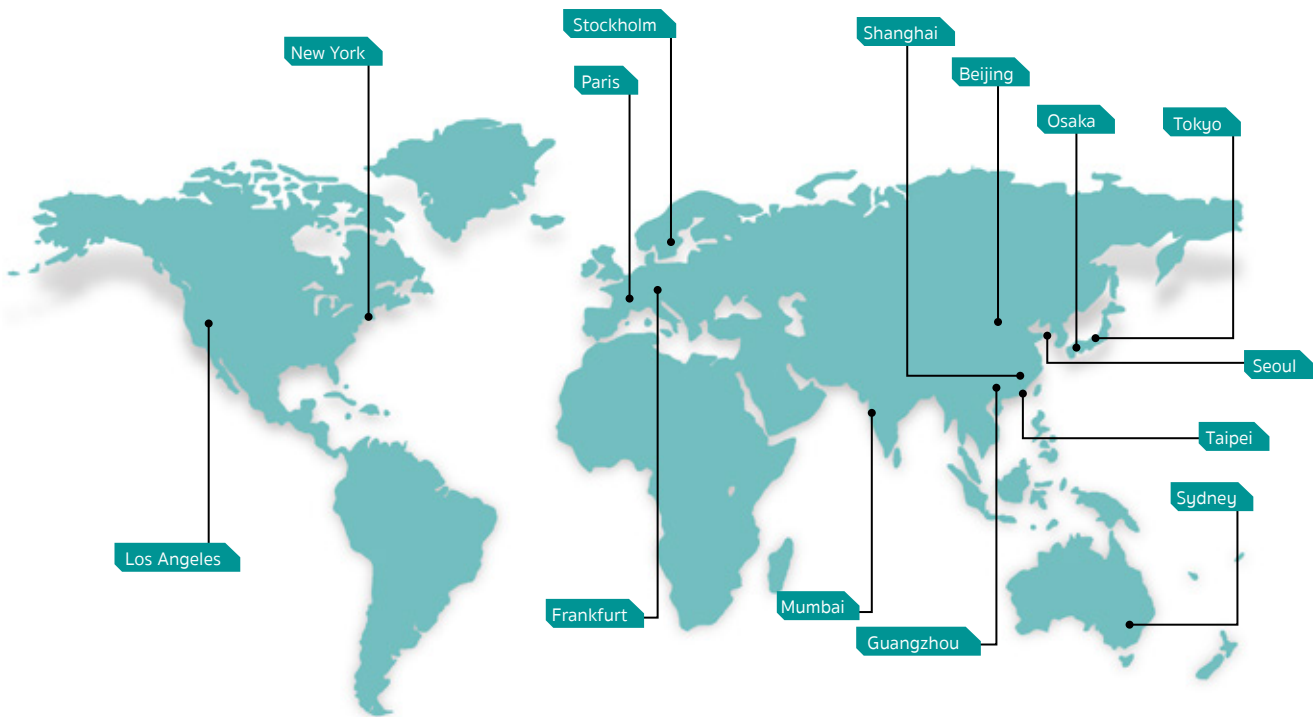 Stockholm
Shanghai
New York
Beijing
Paris
Osaka
Tokyo
Seoul
Taipei
Sydney
Los Angeles
Mumbai
Frankfurt
Guangzhou